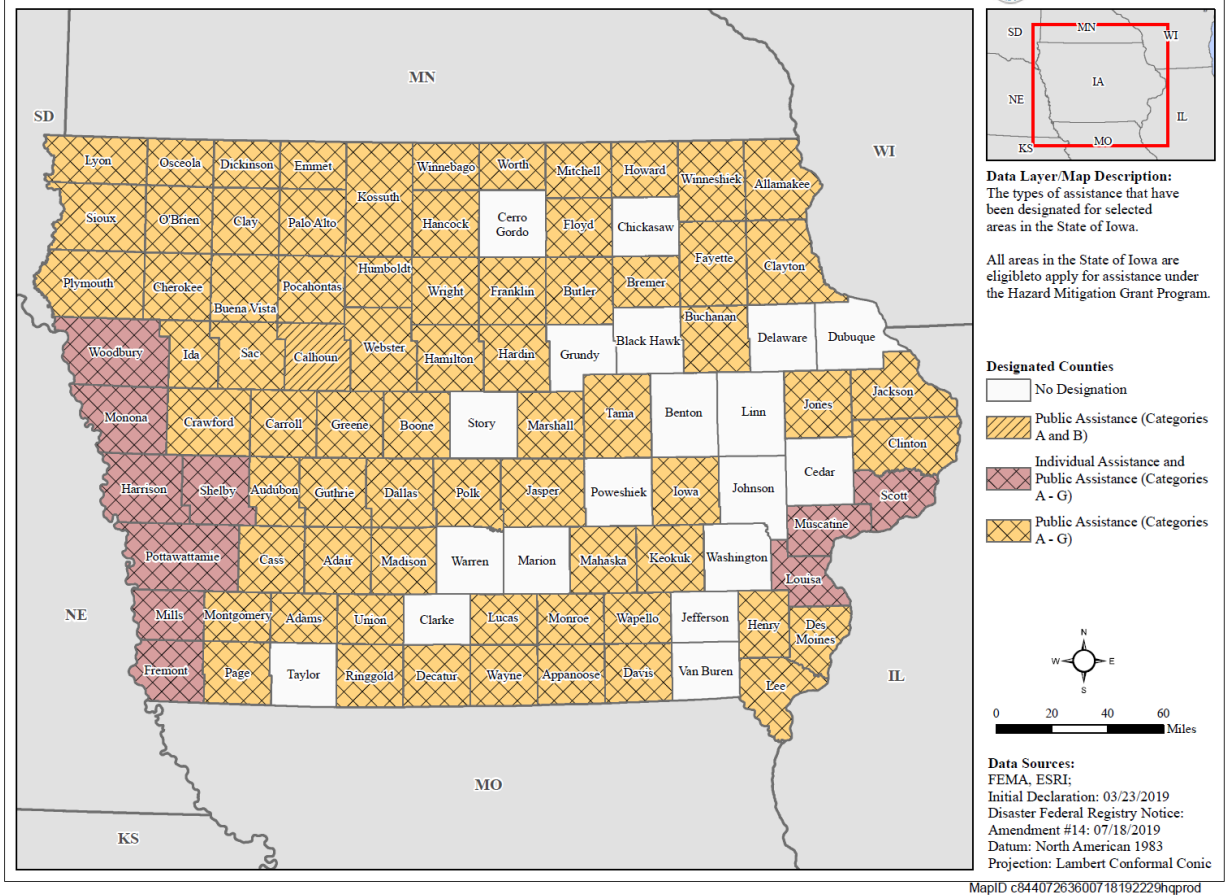 MN
SD
WI
NE
IL
MO
KS
Lyon
Osceola
Dickinson
Emmet
Kossuth
Winnebago
Worth
Mitchell
Howard
Winneshiek
Allamakee
Sioux
O'Brien
Clay
Palo Alto
Hancock
Cerro
Gordo
Floyd
Chickasaw
Plymouth
Cherokee
Buena Vista
Pocahontas
Humboldt
Wright
Franklin
Butler
Bremer
Fayette
Clayton
Woodbury
Ida
Sac
Calhoun
Webster
Hamilton
Hardin
Grundy
Black Hawk
Buchanan
Delaware
Dubuque
Monona
Crawford
Carroll
Greene
Boone
Story
Marshall
Tama
Benton
Linn
Jones
Jackson
Clinton
Harrison
Shelby
Audubon
Guthrie
Dallas
Polk
Jasper
Poweshiek
Iowa
Johnson
Cedar
Scott
Muscatine
Pottawattamie
Cass
Adair
Madison
Warren
Marion
Mahaska
Keokuk
Washington
Louisa
Mills
Montgomery
Adams
Union
Clarke
Lucas
Monroe
Wapello
Jefferson
Henry
Des
Moines
Fremont
Page
Taylor
Ringgold
Decatur
Wayne
Appanoose
Davis
Van Buren
Lee
SD
MN
WI
IA
NE
IL
MO
KS
Data Layer/Map Description:
The types of assistance that have
been designated for selected
areas in the State of Iowa.
All areas in the State of Iowa are
eligibleto apply for assistance under
the Hazard Mitigation Grant Program.
Designated Counties
No Designation
Public Assistance (Categories
A and B)
Individual Assistance and
Public Assistance (Categories
A - G)
Public Assistance (Categories
A - G)
N
W E
S
0 20 40 60
Miles
Data Sources:
FEMA, ESRI;
Initial Declaration: 03/23/2019
Disaster Federal Registry Notice:
Amendment #14: 07/18/2019
Datum: North American 1983
Projection: Lambert Conformal Conic
MapID c84407263600718192229hqprod